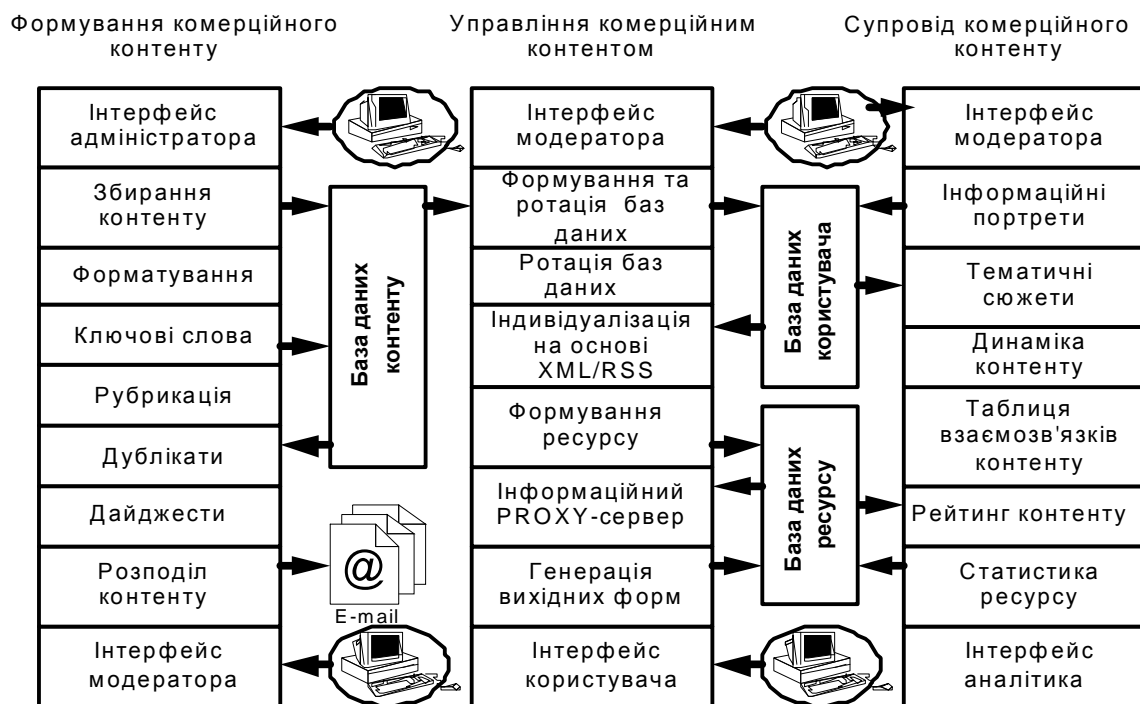 Формування комерційного
контенту
Управління комерційним
контентом
Супровід комерційного
контенту
Інтерфейс
адміністратора
Збирання
контенту
Форматування
Ключові слова
Рубрикація
Дублікати
Дайджести
Розподіл
контенту
Інтерфейс
модератора
База даних
контенту
@
E-mail
Інтерфейс
модератора
Формування та
ротація баз
даних
Ротація баз
даних
Індивідуалізація
на основі
XML/RSS
Формування
ресурсу
Інформаційний
PROXY-сервер
Генерація
вихідних форм
Інтерфейс
користувача
База даних
користувача
База даних
ресурсу
Інтерфейс
модератора
Інформаційні
портрети
Тематичні
сюжети
Динаміка
контенту
Таблиця
взаємозв'язків
контенту
Рейтинг контенту
Статистика
ресурсу
Інтерфейс
аналітика